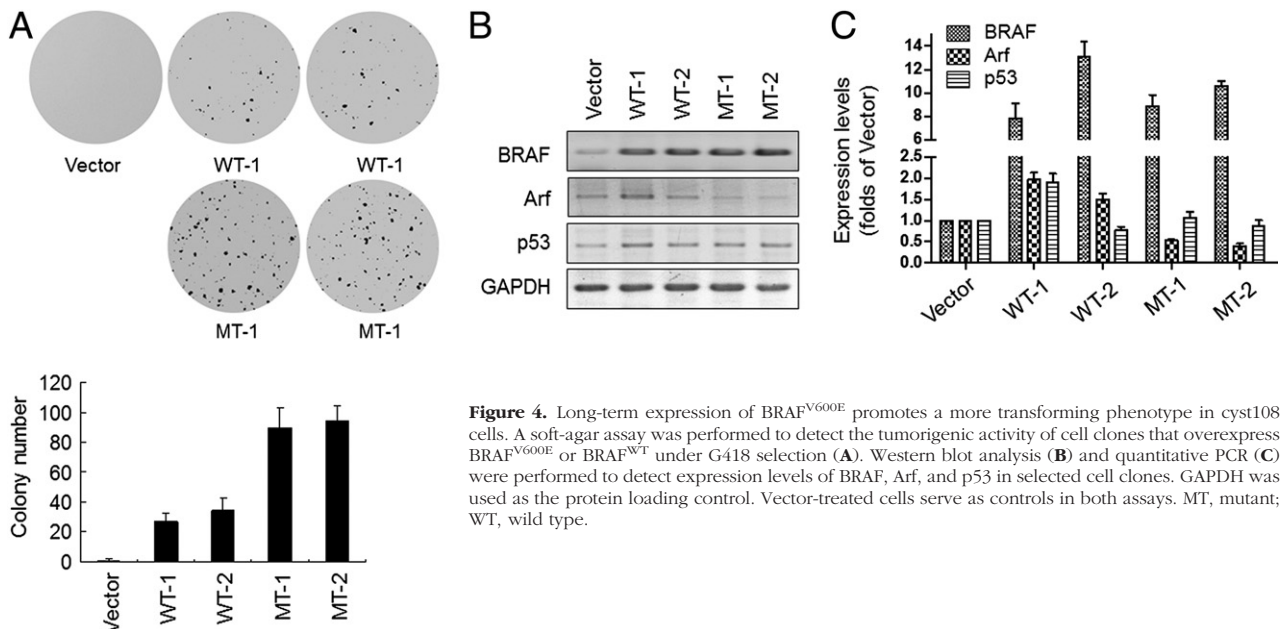 A
Vector
WT-1
WT-1
MT-1
MT-1
Colony number
120
100
80
60
40
20
0
Vector
WT-1
WT-2
MT-1
MT-2
B
Vector
WT-1
WT-2
MT-1
MT-2
BRAF
Arf
p53
GAPDH
C
BRAF
Arf
p53
Expression levels
(folds of Vector)
14
12
10
8
6
2.5
2.0
1.5
1.0
0.5
0.0
Vector
WT-1
WT-2
MT-1
MT-2
Figure 4. Long-term expression of BRAFV600E promotes a more transforming phenotype in cyst108
cells. A soft-agar assay was performed to detect the tumorigenic activity of cell clones that overexpress
BRAFV600E or BRAFWT under G418 selection (A). Western blot analysis (B) and quantitative PCR (C)
were performed to detect expression levels of BRAF, Arf, and p53 in selected cell clones. GAPDH was
used as the protein loading control. Vector-treated cells serve as controls in both assays. MT, mutant;
WT, wild type.